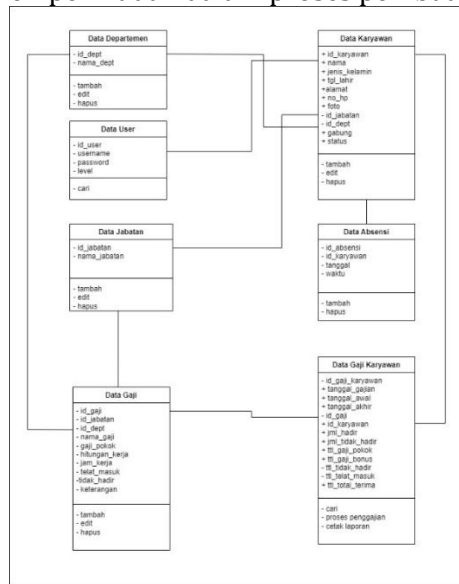 Data Departemen
- id_dept
- nama_dept
- tambah
- edit
- hapus
Data User
- id_user
- username
- password
- level
- cari
Data Jabatan
- id_jabatan
- nama_jabatan
- tambah
- edit
- hapus
Data Gaji
- id_gaji
- id_jabatan
- id_dept
- nama_gaji
- gaji_pokok
- hitungan_kerja
- jam_kerja
- telat_masuk
-tidak_hadir
- keterangan
- tambah
- edit
- hapus
Data Karyawan
+ id_karyawan
+ nama
+ jenis_kelamin
+ tgl_lahir
+alamat
+ no_hp
+ foto
- id_jabatan
- id_dept
+ gabung
+ status
- tambah
- edit
- hapus
Data Absensi
- id_absensi
- id_karyawan
- tanggal
- waktu
- tambah
- hapus
Data Gaji Karyawan
- id_gaji_karyawan
+ tanggal_gajian
+ tanggal_awal
+ tanggal_akhir
- id_gaji
+ id_karyawan
+ jml_hadir
+ jml_tidak_hadir
+ ttl_gaji_pokok
+ ttl_gaji_bonus
- ttl_tidak_hadir
- ttl_telat_masuk
+ ttl_total_terima
- cari
- proses penggajian
- cetak laporan